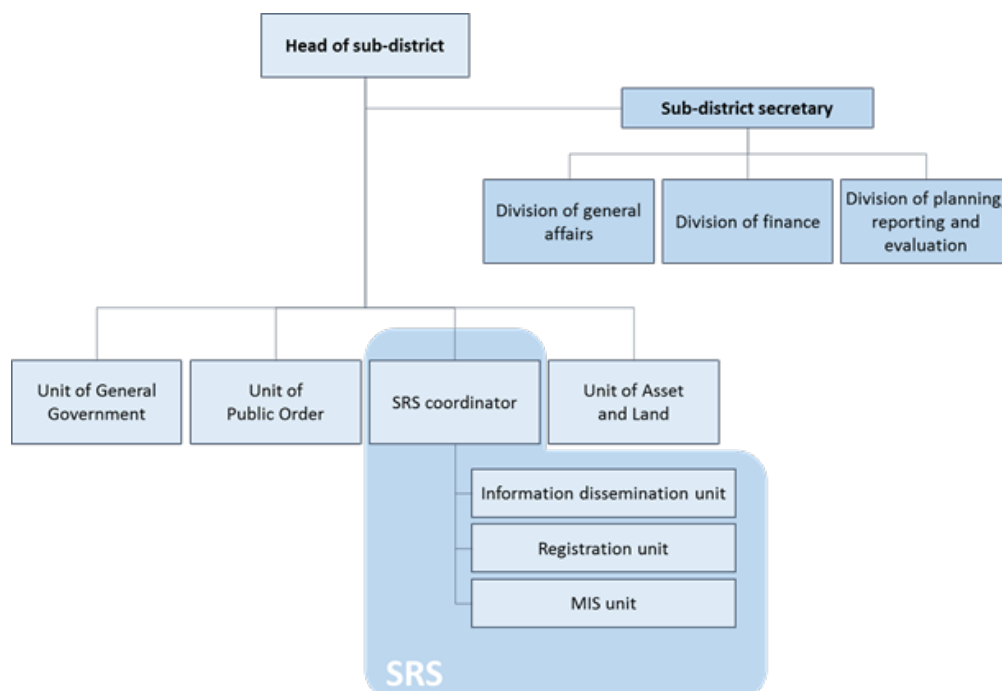 Head of sub-district
Sub-district secretary
Division of general
affairs
Division of finance
Division of planning,
reporting and
evaluation
Unit of General
Government
Unit of
Public Order
SRS coordinator
Unit of Asset
and Land
Information dissemination unit
Registration unit
MIS unit
SRS